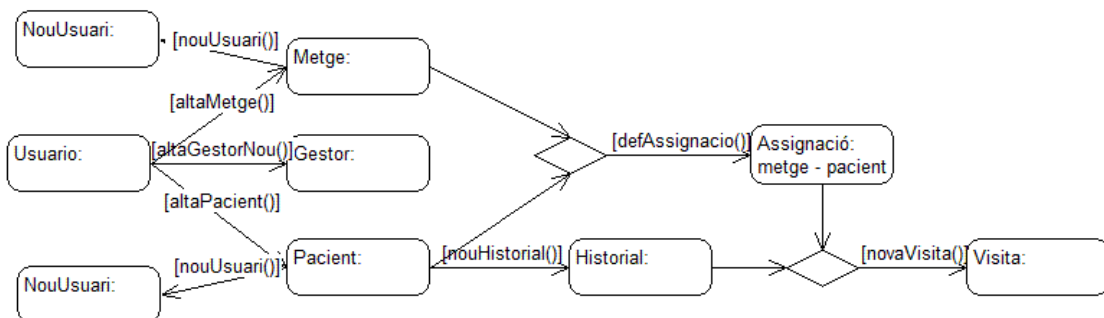 NouUsuari:
[nouUsuari()]
Metge:
[altaMetge()]
Usuario:
[altaGestorNou()]
Gestor:
[defAssignacio()]
Assignació:
metge - pacient
[altaPacient()]
Pacient:
[nouHistorial()]
Historial:
[novaVisita()]
Visita:
[nouUsuari()]
NouUsuari: